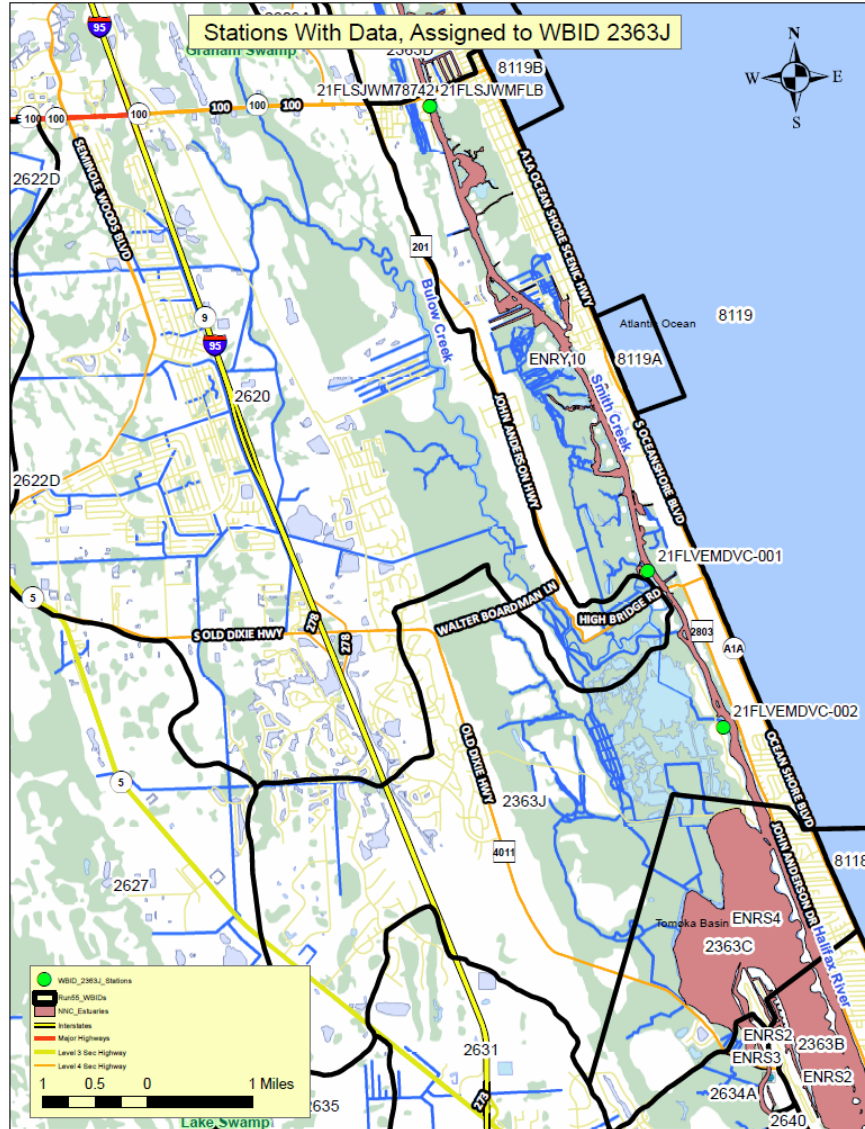 Stations With Data, Assigned to WBID 2363J
N
W
E
S
95
Graham Swamp
2363D
8119B
21FLSJWM78742
21FLSJWMFLB
100
100
100
100
100
E 100
100
SEMINOLE WOODS BLVD
2622D
A1A OCEAN SHORE SCENIC HWY
201
Bulow Creek
9
95
Atlantic Ocean
8119
ENRY10
8119A
Smith Creek
2620
JOHN ANDERSON HWY
S OCEANSHORE BLVD
2622D
21FLVEMDVC-001
5
WALTER BOARDMAN LN
HIGH BRIDGE RD
S OLD DIXIE HWY
278
278
2803
A1A
21FLVEMDVC-002
OLD DIXIE HWY
OCEAN SHORE BLVD
5
2363J
4011
JOHN ANDERSON DR
8118
2627
Tomoka Basin
ENRS4
2363C
Halifax River
ENRS2
2363B
ENRS3
ENRS2
2631
2634A
273
2635
2640
Lake Swamp
WBID_2363J_Stations
Run55_WBIDs
NNC_Estuaries
Interstates
Major Highways
Level 3 Sec Highway
Level 4 Sec Highway
1 0.5 0 1 Miles